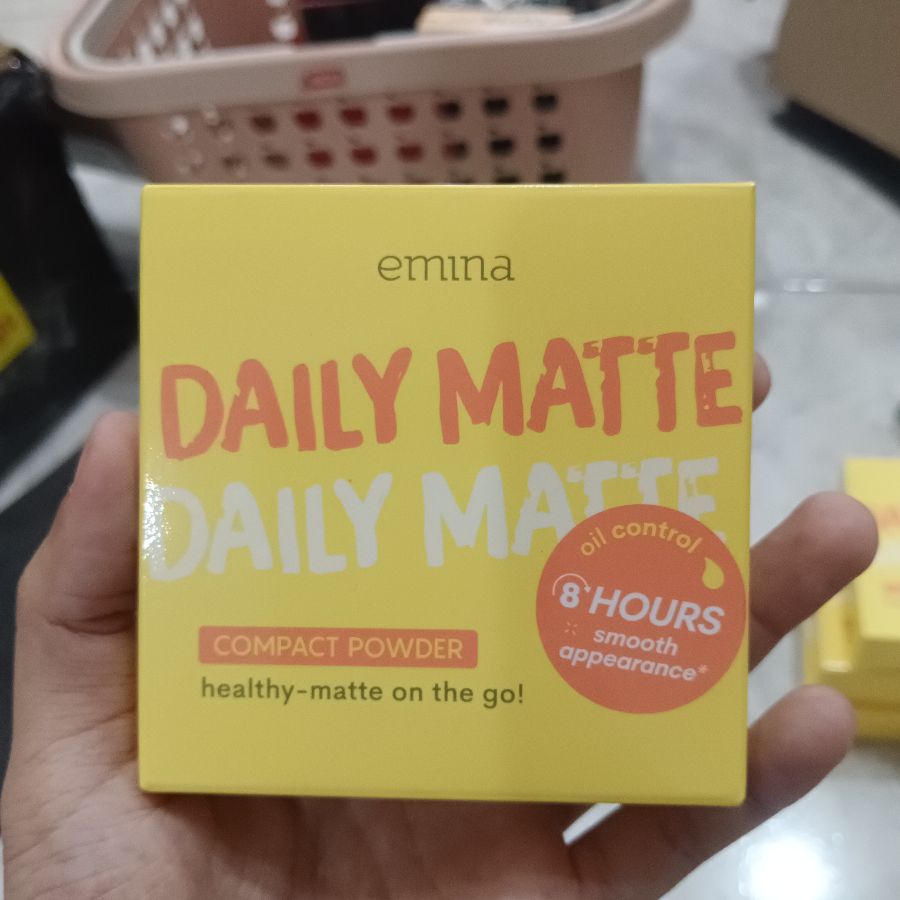 emina
DAILY MATTE
DAILY MATTE
oil control
8 HOURS
smooth
appearance*
COMPACT POWDER
healthy-matte on the go!